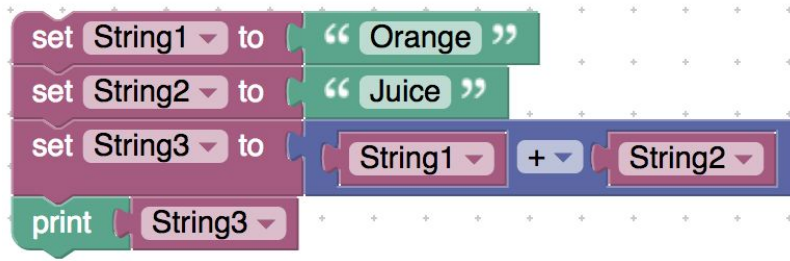 set String1 to “ Orange ”
set String2 to “ Juice ”
set String3 to String1 + String2
print String3